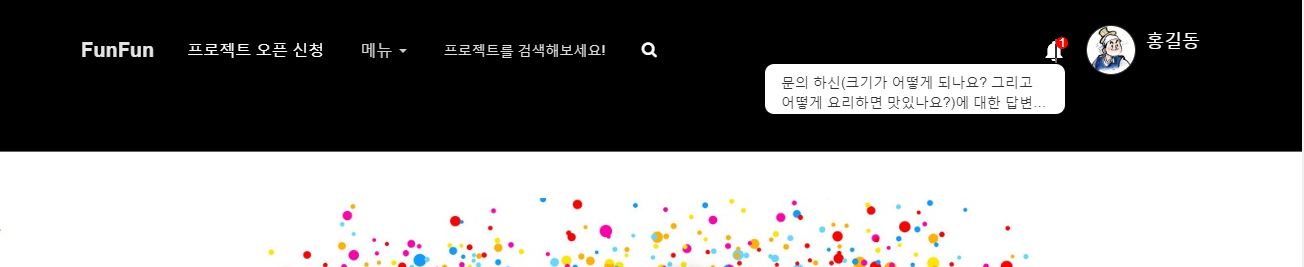 FunFun 프로젝트 오픈 신청 메뉴 프로젝트를 검색해보세요! 1 홍길동
문의 하신(크기가 어떻게 되나요? 그리고
어떻게 요리하면 맛있나요?)에 대한 답변...